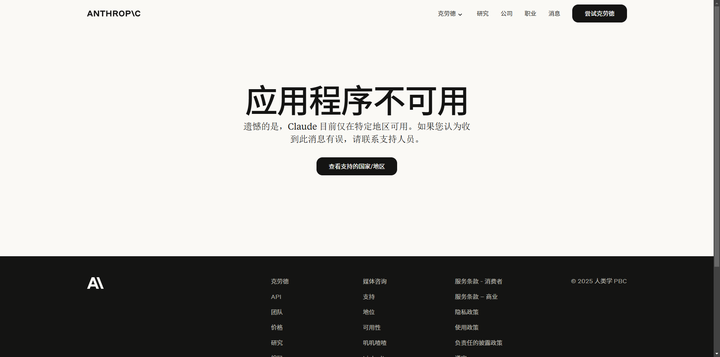 ANTHROP\C
克劳德
研究
公司
职业
消息
尝试克劳德
应用程序不可用
遗憾的是，Claude 目前仅在特定地区可用。如果您认为收
到此消息有误，请联系支持人员。
查看支持的国家/地区
A\
克劳德
媒体咨询
服务条款 - 消费者
© 2025 人类学 PBC
API
支持
服务条款 – 商业
团队
地位
隐私政策
价格
可用性
使用政策
研究
叽叽喳喳
负责任的披露政策